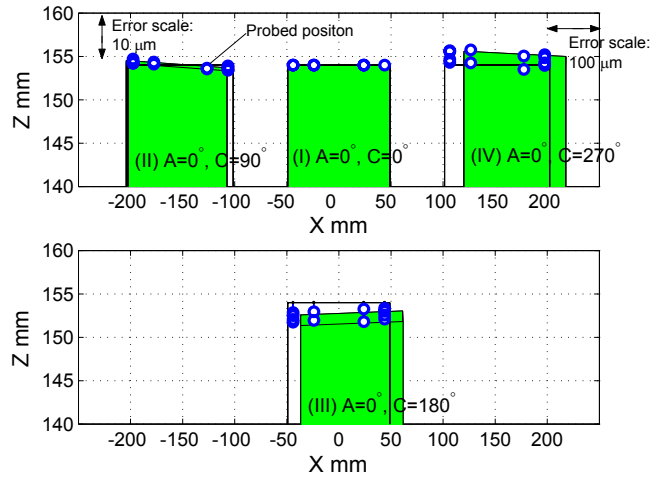 Error scale:
10 μm
Probed positon
Error scale:
100 μm
160
155
150
145
140
Z mm
(II) A=0°, C=90°
(I) A=0°, C=0°
(IV) A=0°, C=270°
-200 -150 -100 -50 0 50 100 150 200
X mm
160
155
150
145
140
Z mm
(III) A=0°, C=180°
-200 -150 -100 -50 0 50 100 150 200
X mm